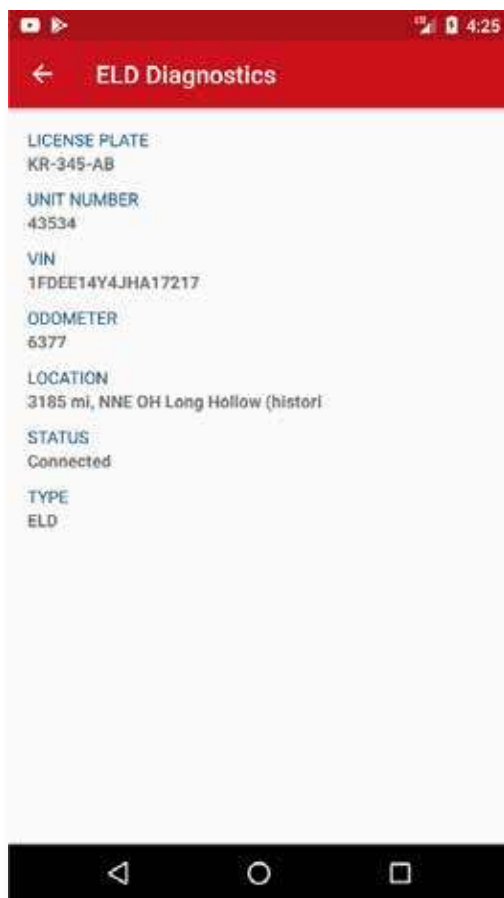 4:25
ELD Diagnostics
LICENSE PLATE
KR-345-AB
UNIT NUMBER
43534
VIN
1FDEE14Y4JHA17217
ODOMETER
6377
LOCATION
3185 mi, NNE OH Long Hollow (histori
STATUS
Connected
TYPE
ELD